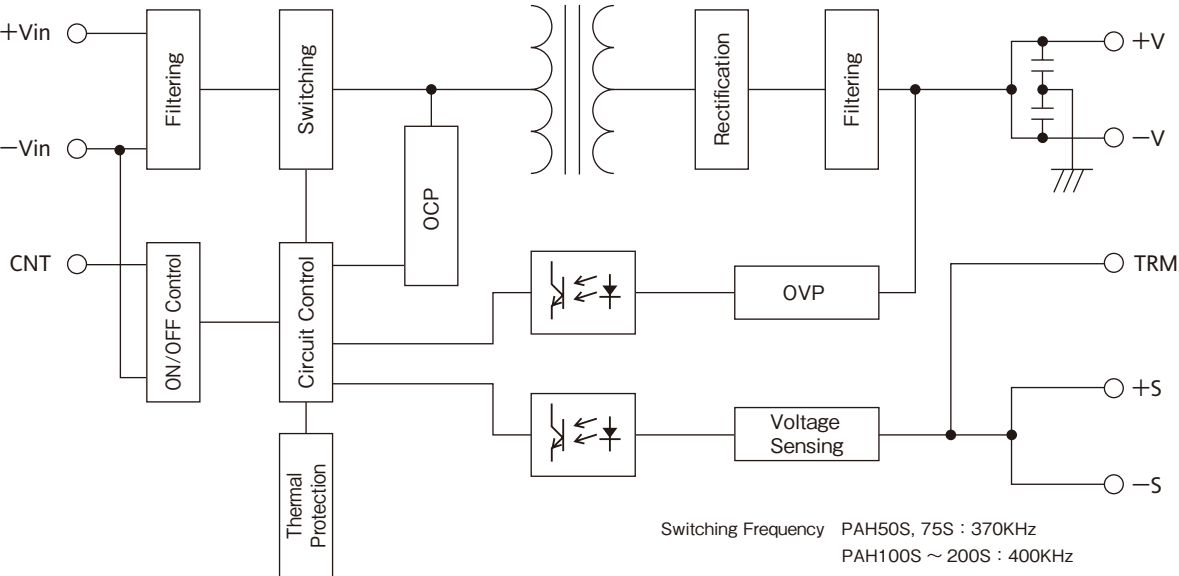 +Vin
Filtering
Switching
Rectification
Filtering
+V
−Vin
−V
OCP
CNT
ON/OFF Control
Circuit Control
OVP
TRM
Voltage
Sensing
+S
−S
Thermal
Protection
Switching Frequency PAH50S, 75S : 370KHz
PAH100S ~ 200S : 400KHz